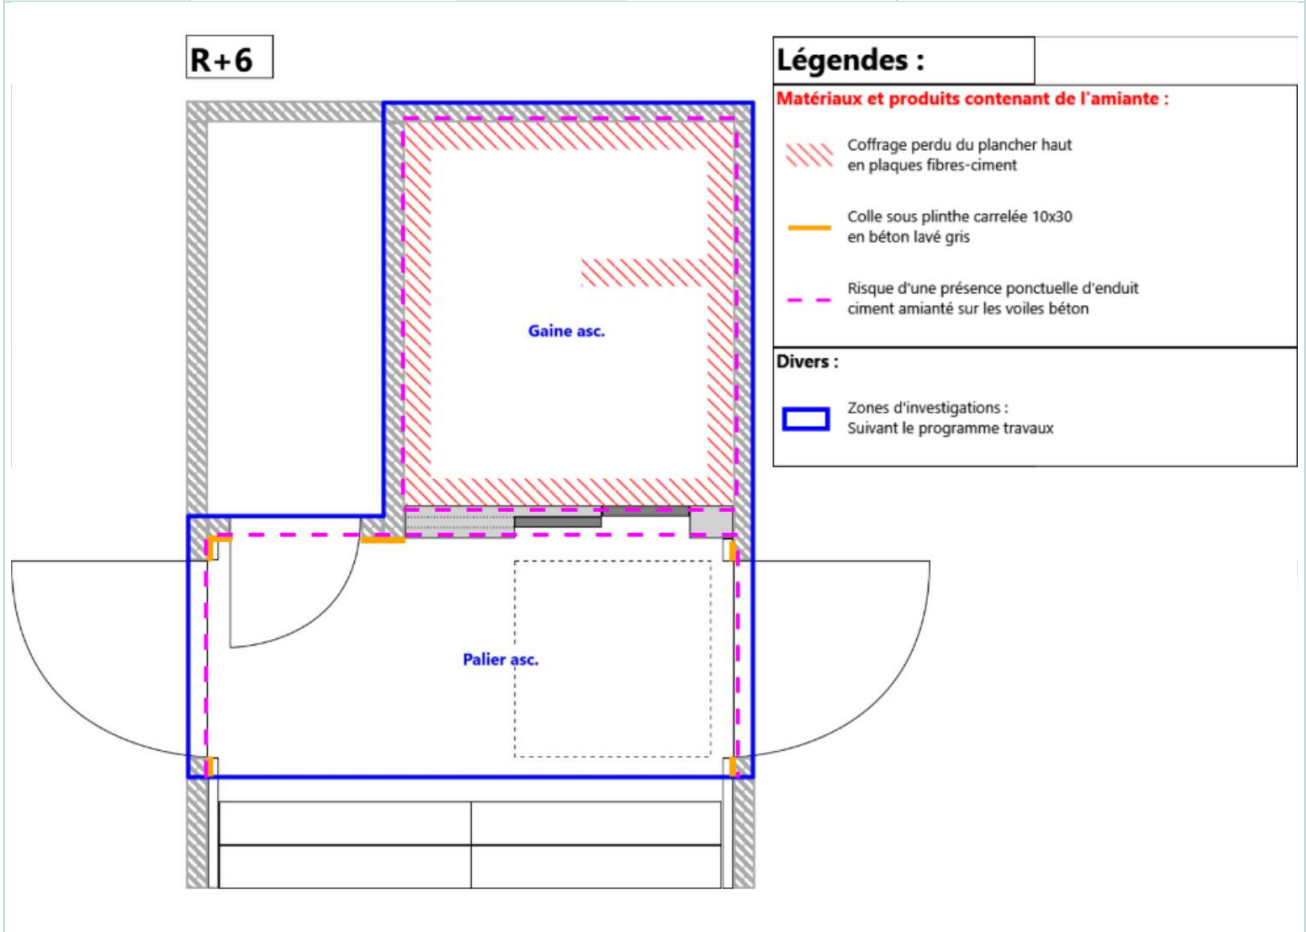 R+6
Légendes :
Matériaux et produits contenant de l'amiante :
Coffrage perdu du plancher haut
en plaques fibres-ciment
Colle sous plinthe carrelée 10x30
en béton lavé gris
Risque d'une présence ponctuelle d'enduit
ciment amianté sur les voiles béton
Gaine asc.
Divers :
Zones d'investigations :
Suivant le programme travaux
Palier asc.